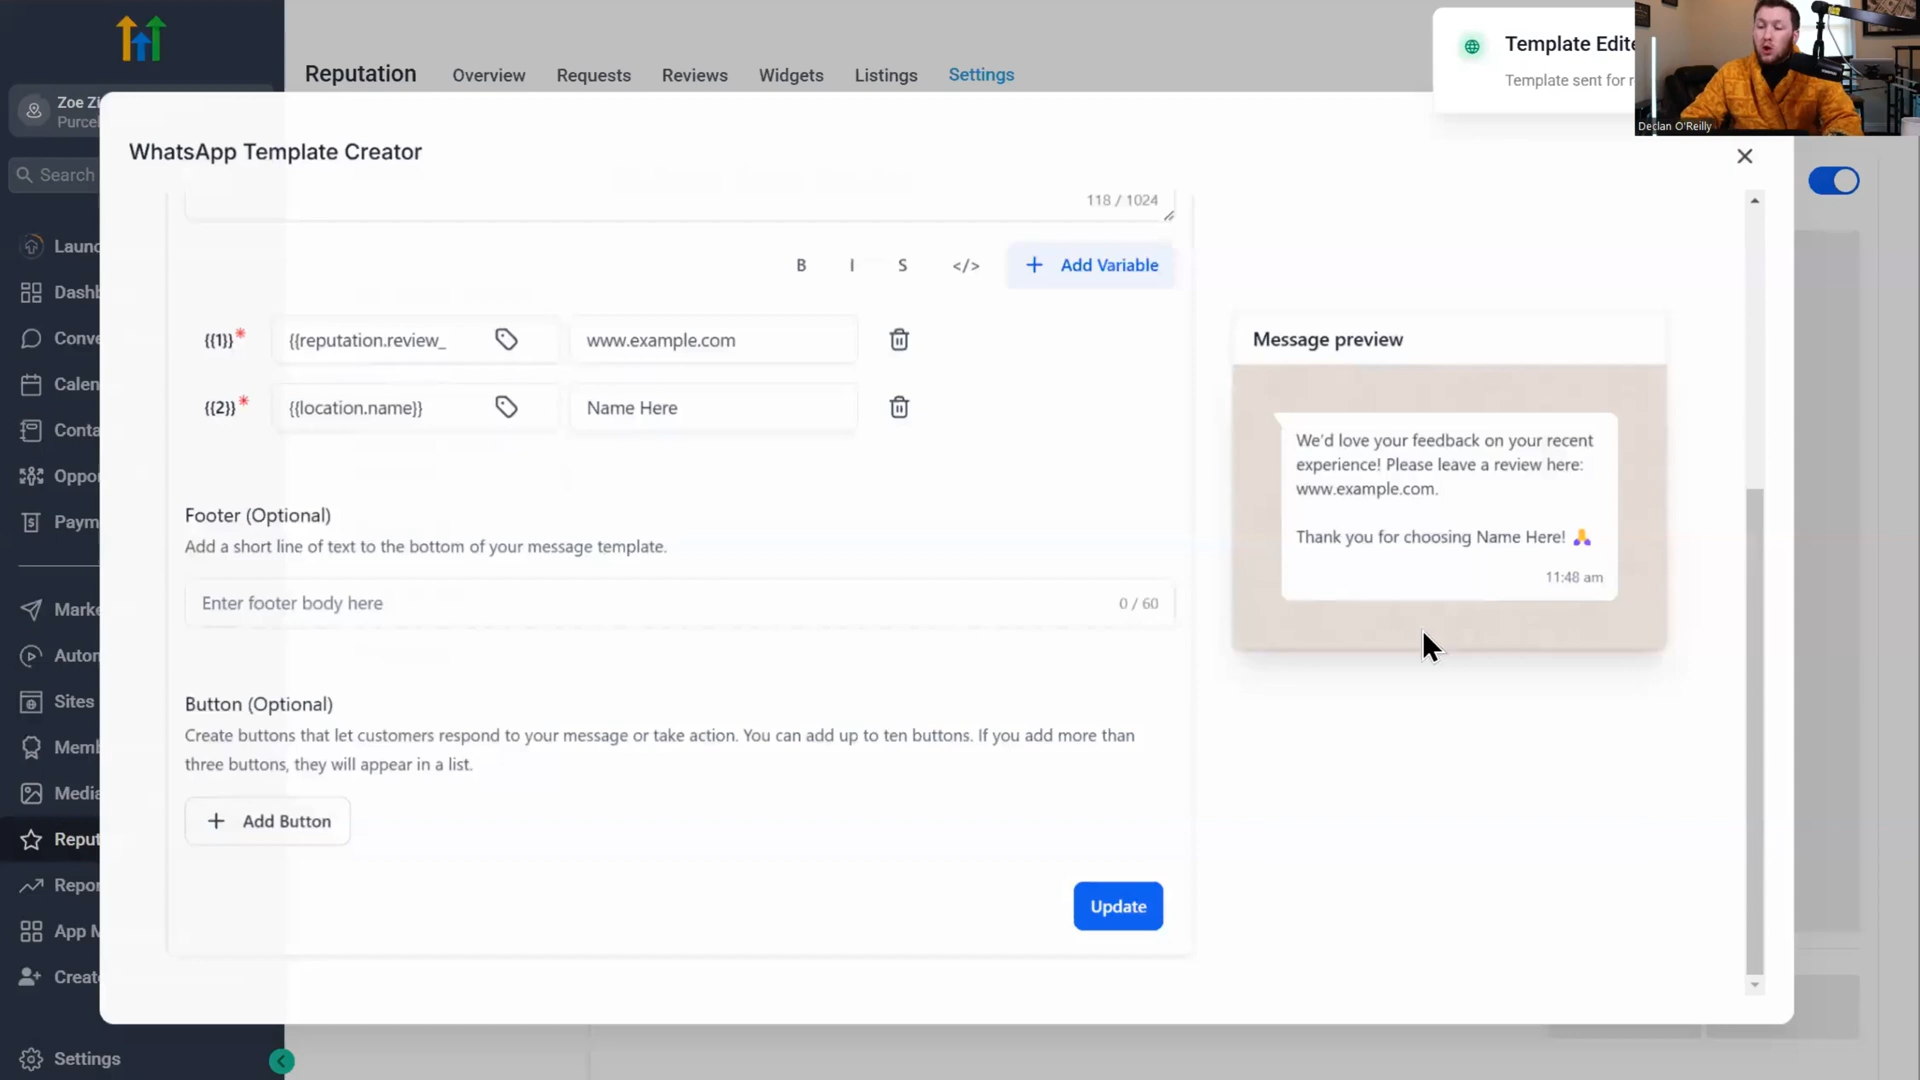 Reputation
Overview
Requests
Reviews
Widgets
Listings
Settings
Template Edite
Template sent for r
Declan O'Reilly
Zoe Zi
Purcel
Search
Launc
Dashb
Conve
Calen
Conta
Oppor
Paym
Marke
Auton
Sites
Memb
Media
Reput
Repor
App M
Create
Settings
WhatsApp Template Creator
118 / 1024
B I S </> + Add Variable
{{1}}* {{reputation.review_ www.example.com
{{2}}* {{location.name}} Name Here
Footer (Optional)
Add a short line of text to the bottom of your message template.
Enter footer body here 0 / 60
Button (Optional)
Create buttons that let customers respond to your message or take action. You can add up to ten buttons. If you add more than
three buttons, they will appear in a list.
+ Add Button
Update
Message preview
We'd love your feedback on your recent
experience! Please leave a review here:
www.example.com.
Thank you for choosing Name Here! 🙏
11:48 am